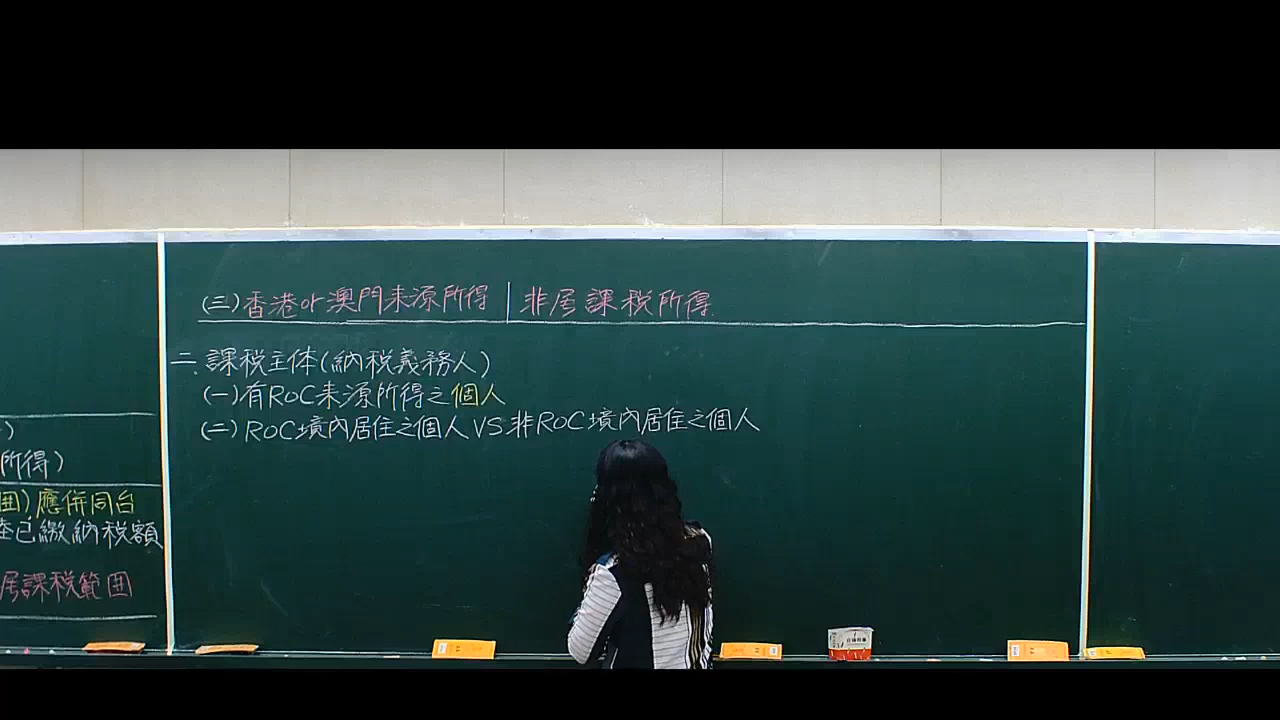 )
所得)
圍),應併同台
已繳納稅額
居課稅範囲
(三)香港or澳門来源所得 | 非居課稅所得
二.課稅主体(納稅義務人)
(一)有ROC来源所得之個人
(二)ROC境內居住之個人VS非ROC境內居住之個人